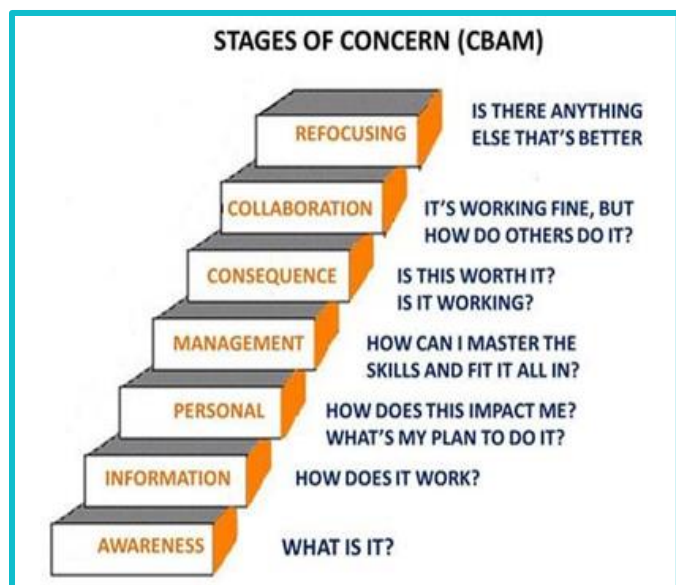 STAGES OF CONCERN (CBAM)
REFOCUSING
IS THERE ANYTHING
ELSE THAT'S BETTER
COLLABORATION
IT'S WORKING FINE, BUT
HOW DO OTHERS DO IT?
CONSEQUENCE
IS THIS WORTH IT?
IS IT WORKING?
MANAGEMENT
HOW CAN I MASTER THE
SKILLS AND FIT IT ALL IN?
PERSONAL
HOW DOES THIS IMPACT ME?
WHAT'S MY PLAN TO DO IT?
INFORMATION
HOW DOES IT WORK?
AWARENESS
WHAT IS IT?